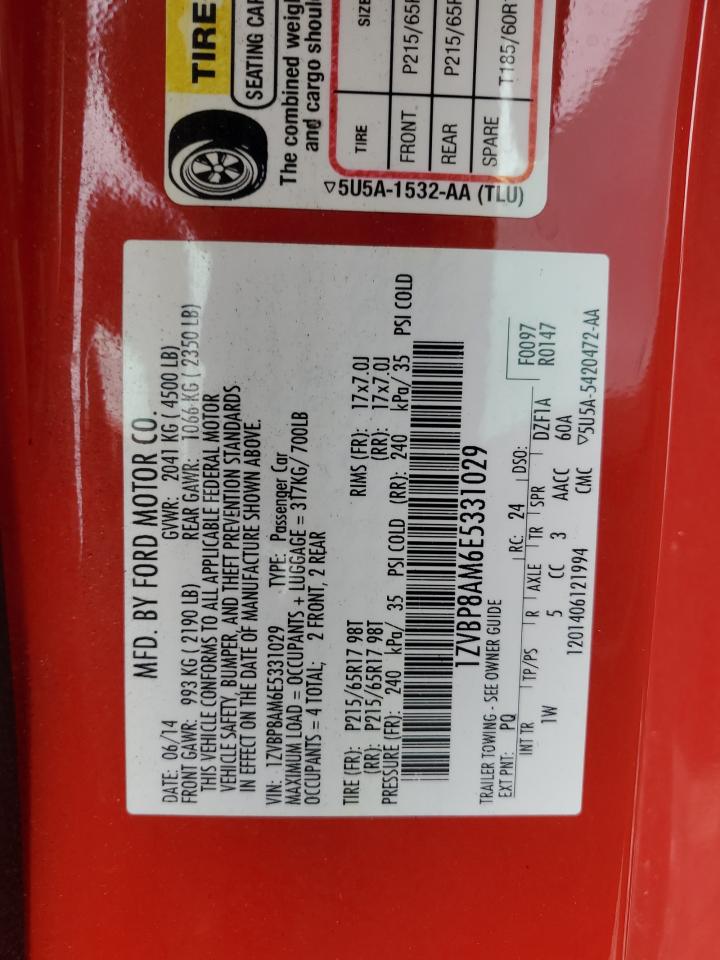 TIRE
SEATING CAP
The combined weig
and cargo shoul
TIRE SIZE
FRONT P215/65R
REAR P215/65R
SPARE T185/60R1
5U5A-1532-AA (TLU)
MFD. BY FORD MOTOR CO.
DATE: 06/14 GVWR: 2041 KG ( 4500 LB)
FRONT GAWR: 993 KG ( 2190 LB) REAR GAWR: 1066 KG ( 2350 LB)
THIS VEHICLE CONFORMS TO ALL APPLICABLE FEDERAL MOTOR
VEHICLE SAFETY, BUMPER, AND THEFT PREVENTION STANDARDS
IN EFFECT ON THE DATE OF MANUFACTURE SHOWN ABOVE.
VIN: 1ZVBP8AM6E5331029 TYPE: Passenger Car
MAXIMUM LOAD = OCCUPANTS + LUGGAGE = 317KG/700LB
OCCUPANTS = 4 TOTAL; 2 FRONT, 2 REAR
TIRE (FR): P215/65R17 98T RIMS (FR): 17x7.0J
(RR): P215/65R17 98T (RR): 17x7.0J
PRESSURE (FR): 240 kPa/ 35 PSI COLD (RR): 240 kPa/ 35 PSI COLD
1ZVBP8AM6E5331029
TRAILER TOWING - SEE OWNER GUIDE
EXT PNT: PQ RC: 24 DSO: F0097
R0147
INT TR TP/PS R AXLE TR SPR DZF1A
1W 5 CC 3 AACC 60A
1201406121994 CMC 5U5A-5420472-AA